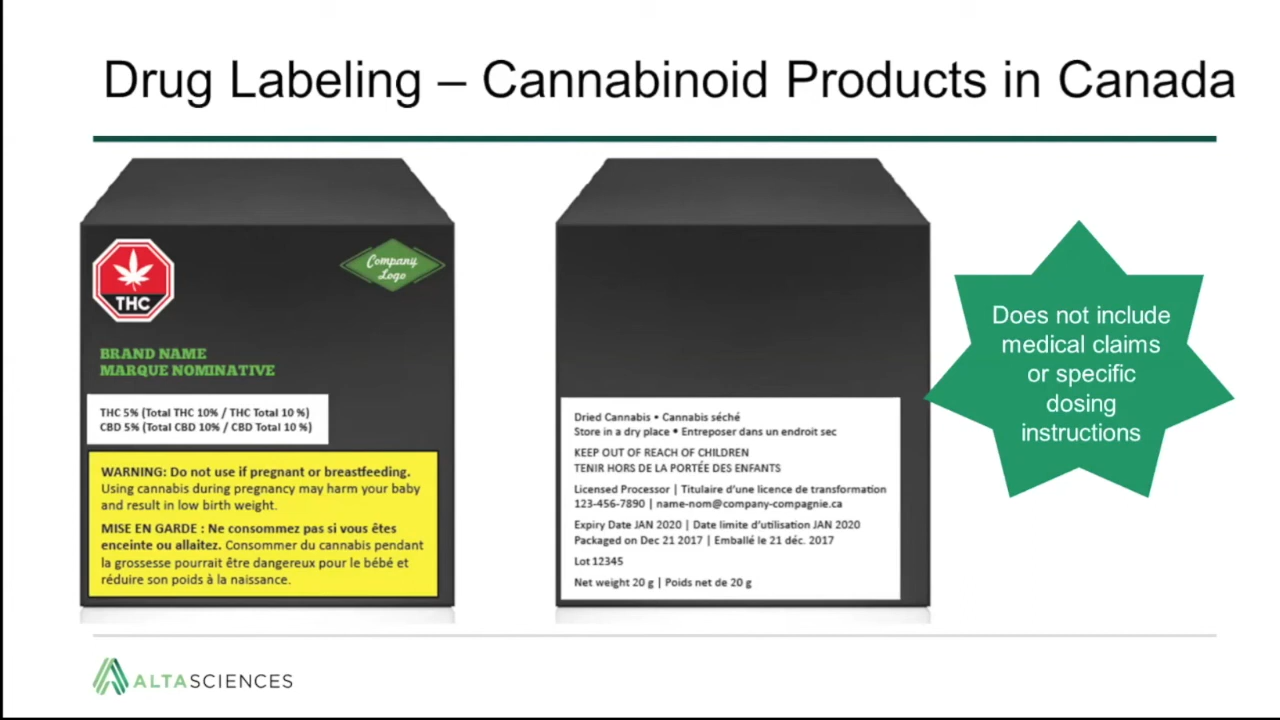 Drug Labeling – Cannabinoid Products in Canada
THC
Company
Logo
BRAND NAME
MARQUE NOMINATIVE
THC 5% (Total THC 10% / THC Total 10 %)
CBD 5% (Total CBD 10% / CBD Total 10 %)
WARNING: Do not use if pregnant or breastfeeding.
Using cannabis during pregnancy may harm your baby
and result in low birth weight.
MISE EN GARDE : Ne consommez pas si vous êtes
enceinte ou allaitez. Consommer du cannabis pendant
la grossesse pourrait être dangereux pour le bébé et
réduire son poids à la naissance.
Dried Cannabis • Cannabis séché
Store in a dry place • Entreposer dans un endroit sec
KEEP OUT OF REACH OF CHILDREN
TENIR HORS DE LA PORTÉE DES ENFANTS
Licensed Processor | Titulaire d'une licence de transformation
123-456-7890 | name-nom@company-compagnie.ca
Expiry Date JAN 2020 | Date limite d'utilisation JAN 2020
Packaged on Dec 21 2017 | Emballé le 21 déc. 2017
Lot 12345
Net weight 20 g | Poids net de 20 g
Does not include
medical claims
or specific
dosing
instructions
ALTASCIENCES